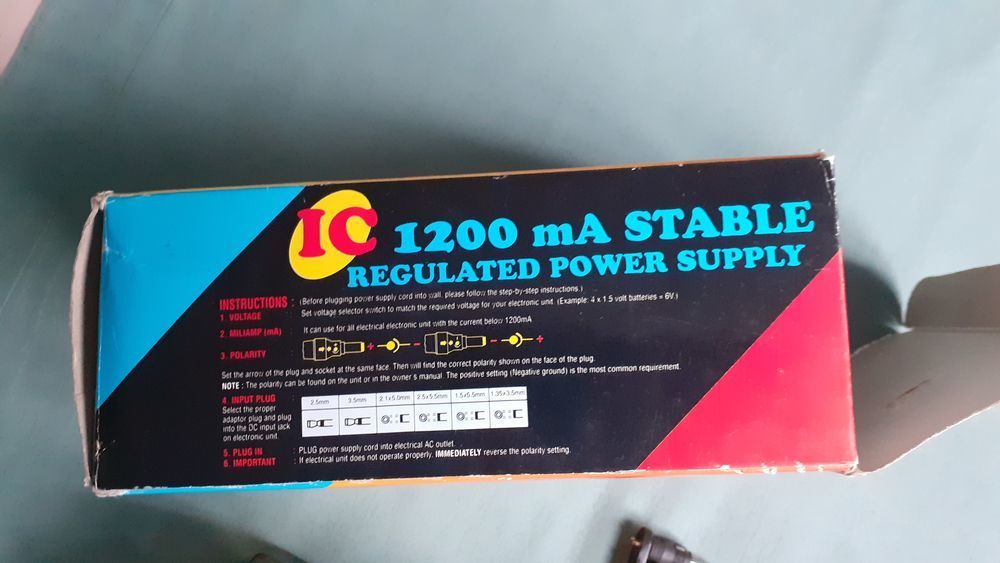 IC 1200 mA STABLE
REGULATED POWER SUPPLY
INSTRUCTIONS : (Before plugging power supply cord into wall, please follow the step-by-step instructions.)
1. VOLTAGE : Set voltage selector switch to match the required voltage for your electronic unit. (Example: 4 x 1.5 volt batteries = 6V.)
2. MILIAMP (mA) : It can use for all electrical electronic unit with the current below 1200mA
3. POLARITY : + - - +
Set the arrow of the plug and socket at the same face. Then will find the correct polarity shown on the face of the plug.
NOTE : The polarity can be found on the unit or in the owner's manual. The positive setting (Negative ground) is the most common requirement.
4. INPUT PLUG :
Select the proper
adaptor plug and plug
into the DC input jack
on electronic unit.
2.5mm 3.5mm 2.1x5.0mm 2.5x5.5mm 1.5x5.5mm 1.35x3.5mm
5. PLUG IN : PLUG power supply cord into electrical AC outlet.
6. IMPORTANT : If electrical unit does not operate properly, IMMEDIATELY reverse the polarity setting.